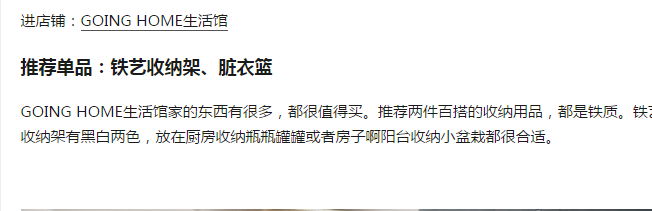 进店铺：GOING HOME生活馆
推荐单品：铁艺收纳架、脏衣篮
GOING HOME生活馆家的东西有很多，都很值得买。推荐两件百搭的收纳用品，都是铁质。铁艺
收纳架有黑白两色，放在厨房收纳瓶瓶罐罐或者房子啊阳台收纳小盆栽都很合适。